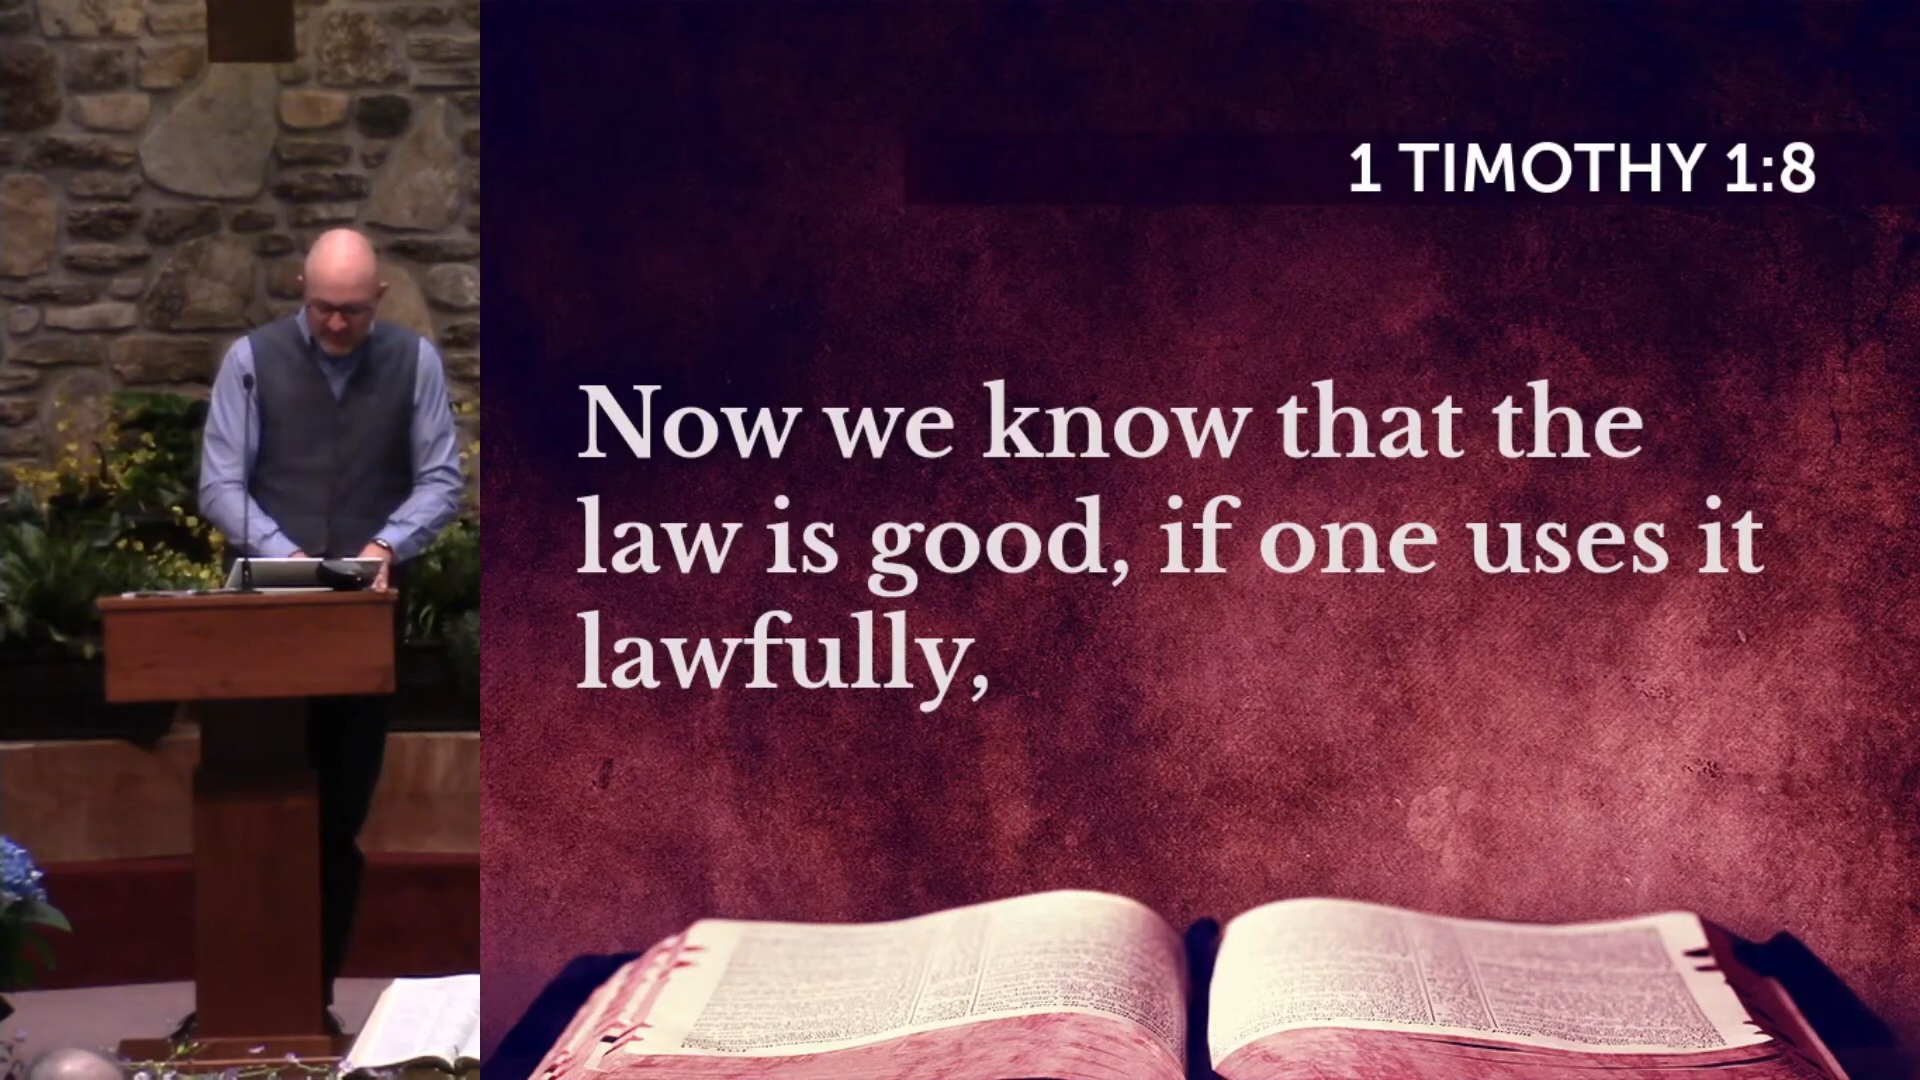 1 TIMOTHY 1:8
Now we know that the
law is good, if one uses it
lawfully,